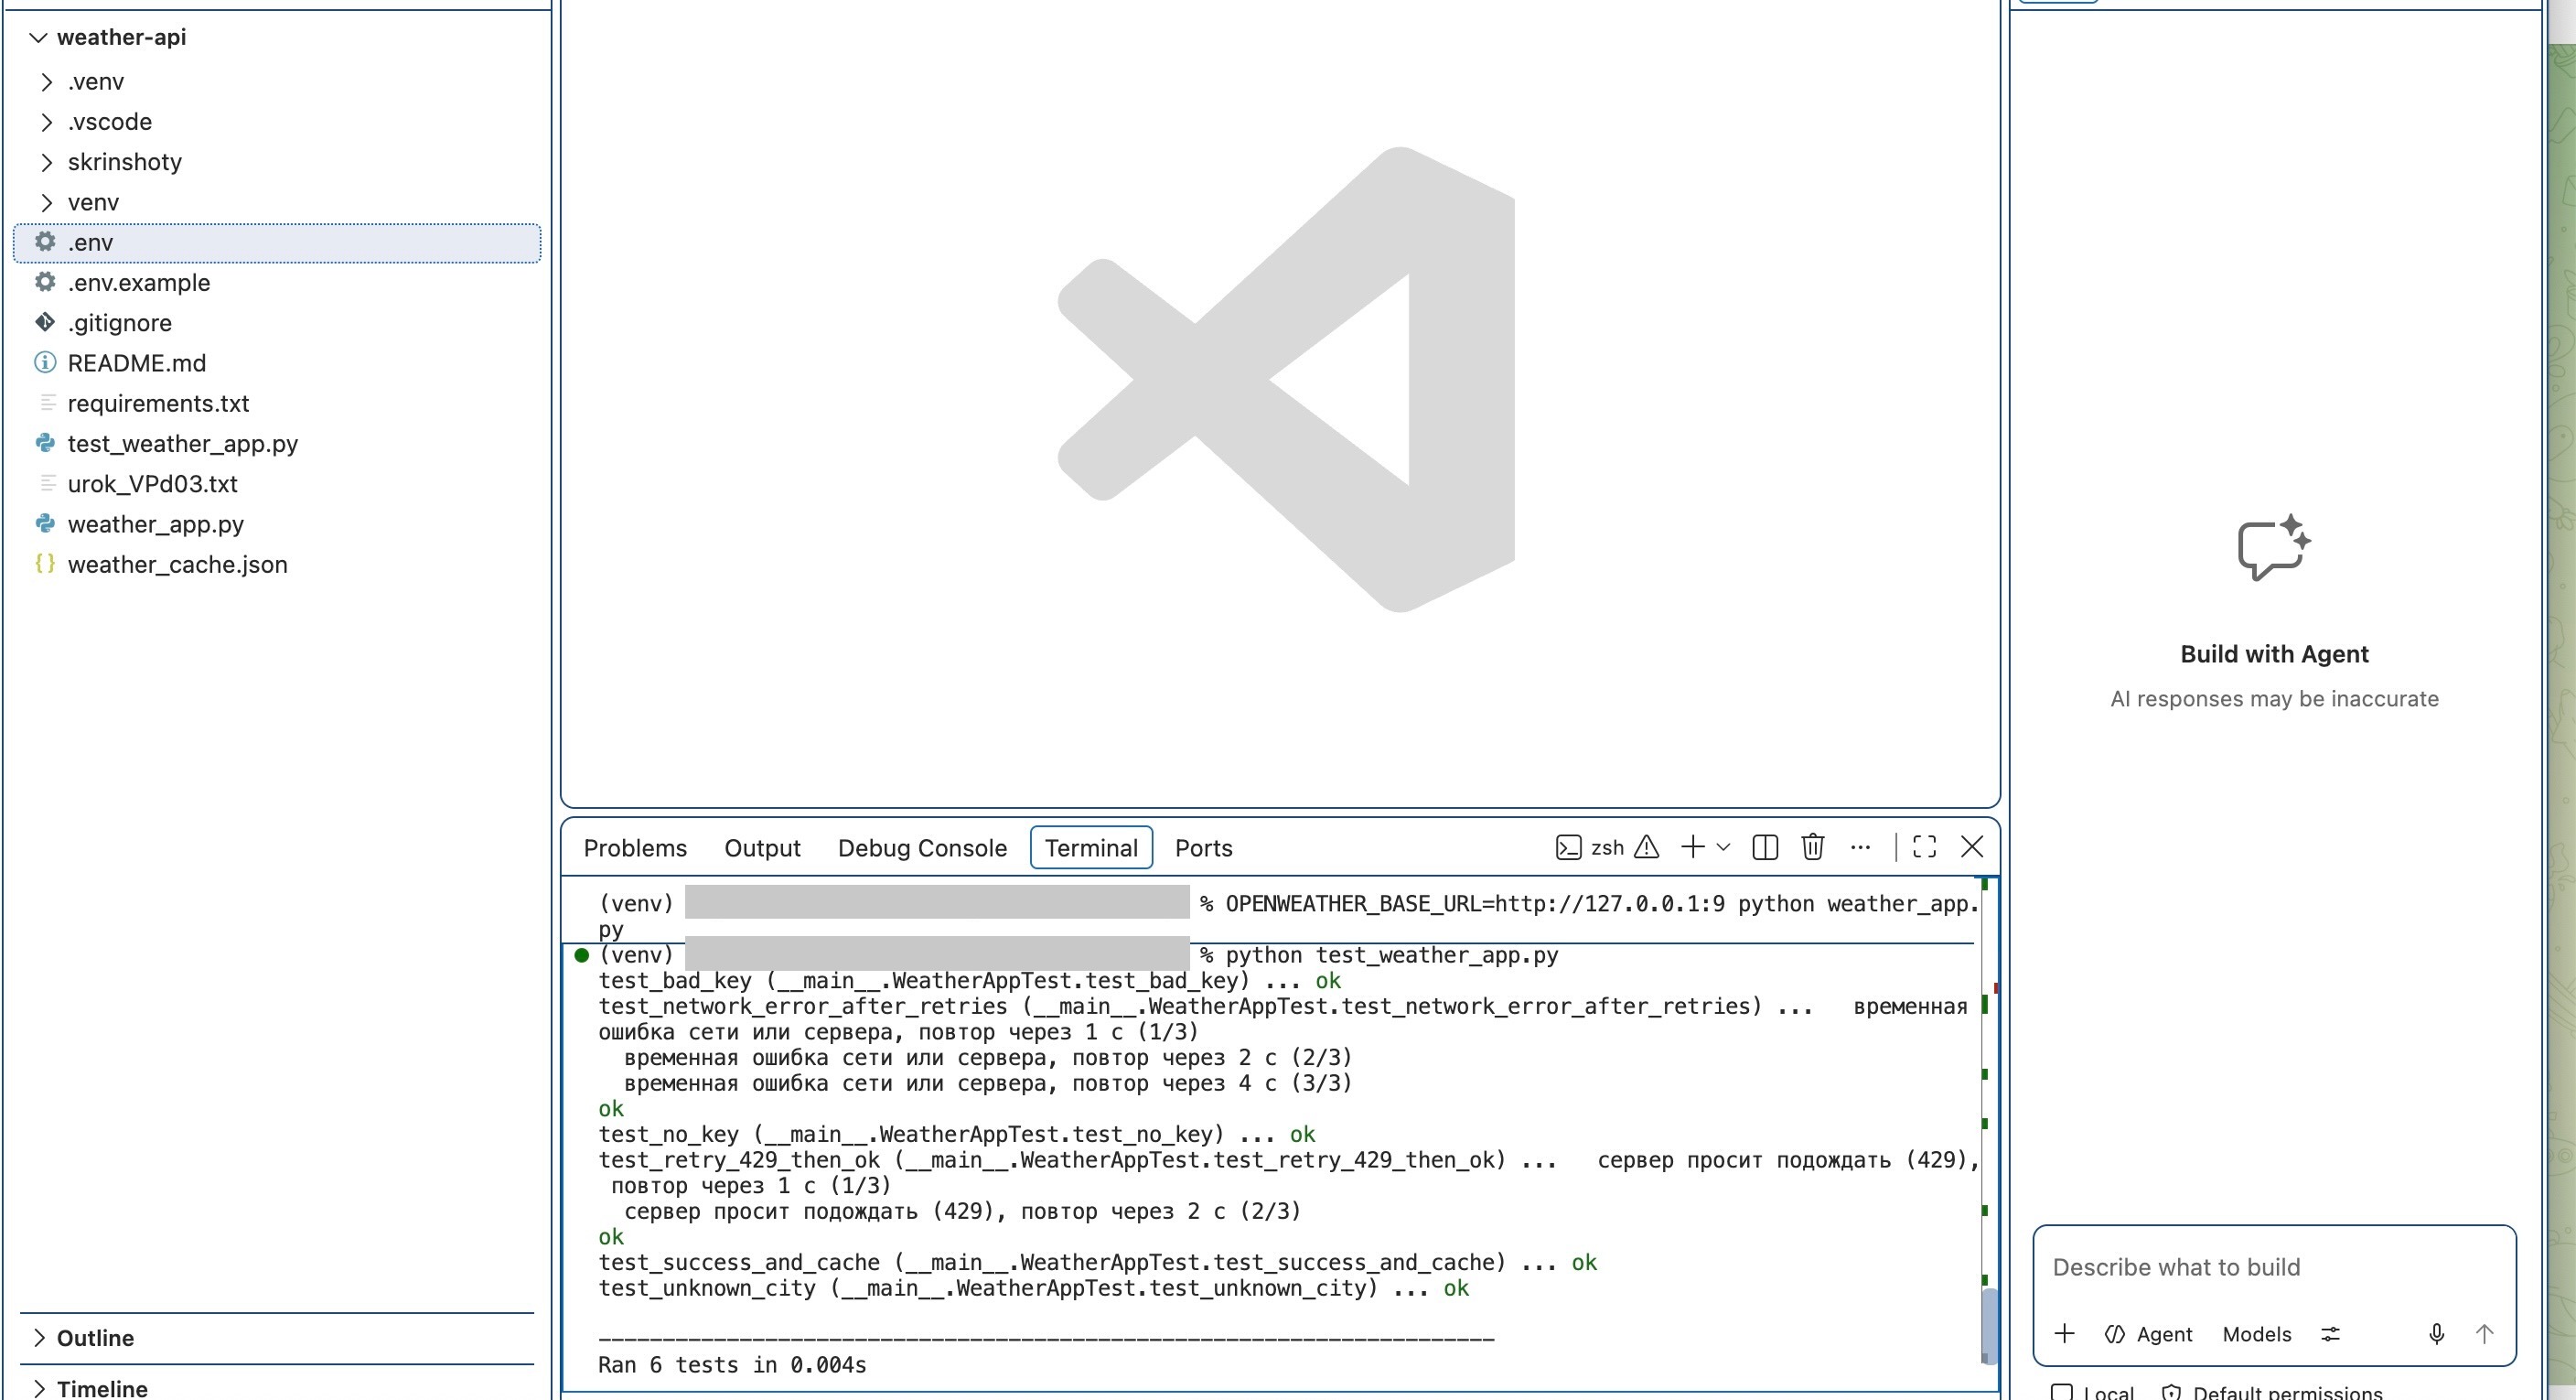 weather-api
.venv
.vscode
skrinshoty
venv
.env
.env.example
.gitignore
README.md
requirements.txt
test_weather_app.py
urok_VPd03.txt
weather_app.py
weather_cache.json
Outline
Timeline
Problems Output Debug Console Terminal Ports zsh
(venv) % OPENWEATHER_BASE_URL=http://127.0.0.1:9 python weather_app.
py
(venv) % python test_weather_app.py
test_bad_key (__main__.WeatherAppTest.test_bad_key) ... ok
test_network_error_after_retries (__main__.WeatherAppTest.test_network_error_after_retries) ... временная
ошибка сети или сервера, повтор через 1 с (1/3)
временная ошибка сети или сервера, повтор через 2 с (2/3)
временная ошибка сети или сервера, повтор через 4 с (3/3)
ok
test_no_key (__main__.WeatherAppTest.test_no_key) ... ok
test_retry_429_then_ok (__main__.WeatherAppTest.test_retry_429_then_ok) ... сервер просит подождать (429),
повтор через 1 с (1/3)
сервер просит подождать (429), повтор через 2 с (2/3)
ok
test_success_and_cache (__main__.WeatherAppTest.test_success_and_cache) ... ok
test_unknown_city (__main__.WeatherAppTest.test_unknown_city) ... ok
----------------------------------------------------------------------
Ran 6 tests in 0.004s
Build with Agent
AI responses may be inaccurate
Describe what to build
Agent Models
Local Default permissions